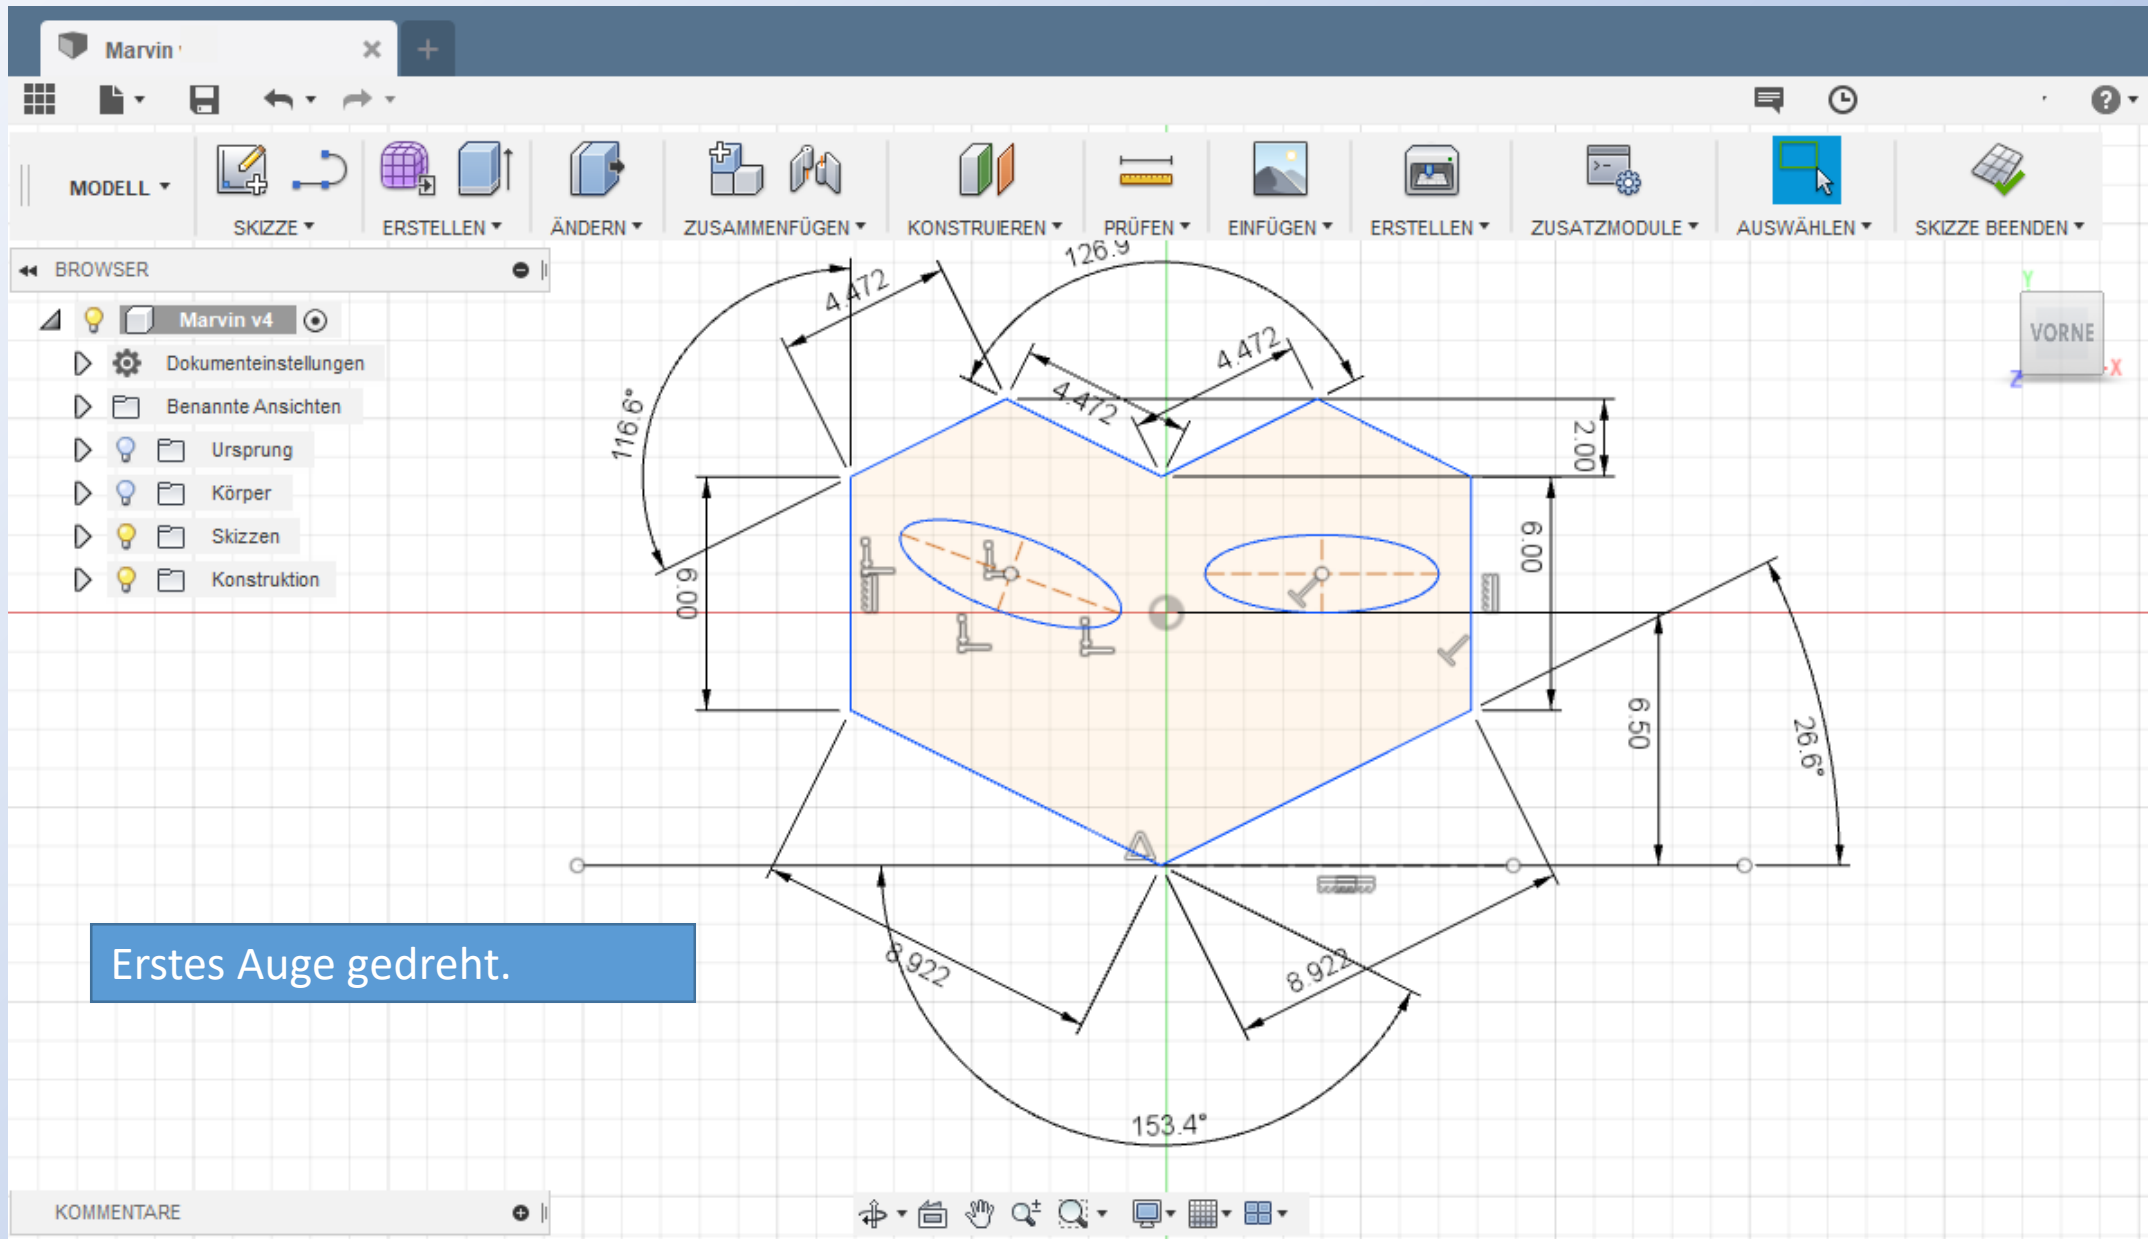 Marvin
MODELL
SKIZZE
ERSTELLEN
ÄNDERN
ZUSAMMENFÜGEN
KONSTRUIEREN
PRÜFEN
EINFÜGEN
ERSTELLEN
ZUSATZMODULE
AUSWÄHLEN
SKIZZE BEENDEN
BROWSER
Marvin v4
Dokumenteinstellungen
Benannte Ansichten
Ursprung
Körper
Skizzen
Konstruktion
126.9
4.472
4.472
4.472
116.6°
2.00
6.00
6.00
6.50
26.6°
8.922
8.922
153.4°
Y
VORNE
X
Z
Erstes Auge gedreht.
KOMMENTARE